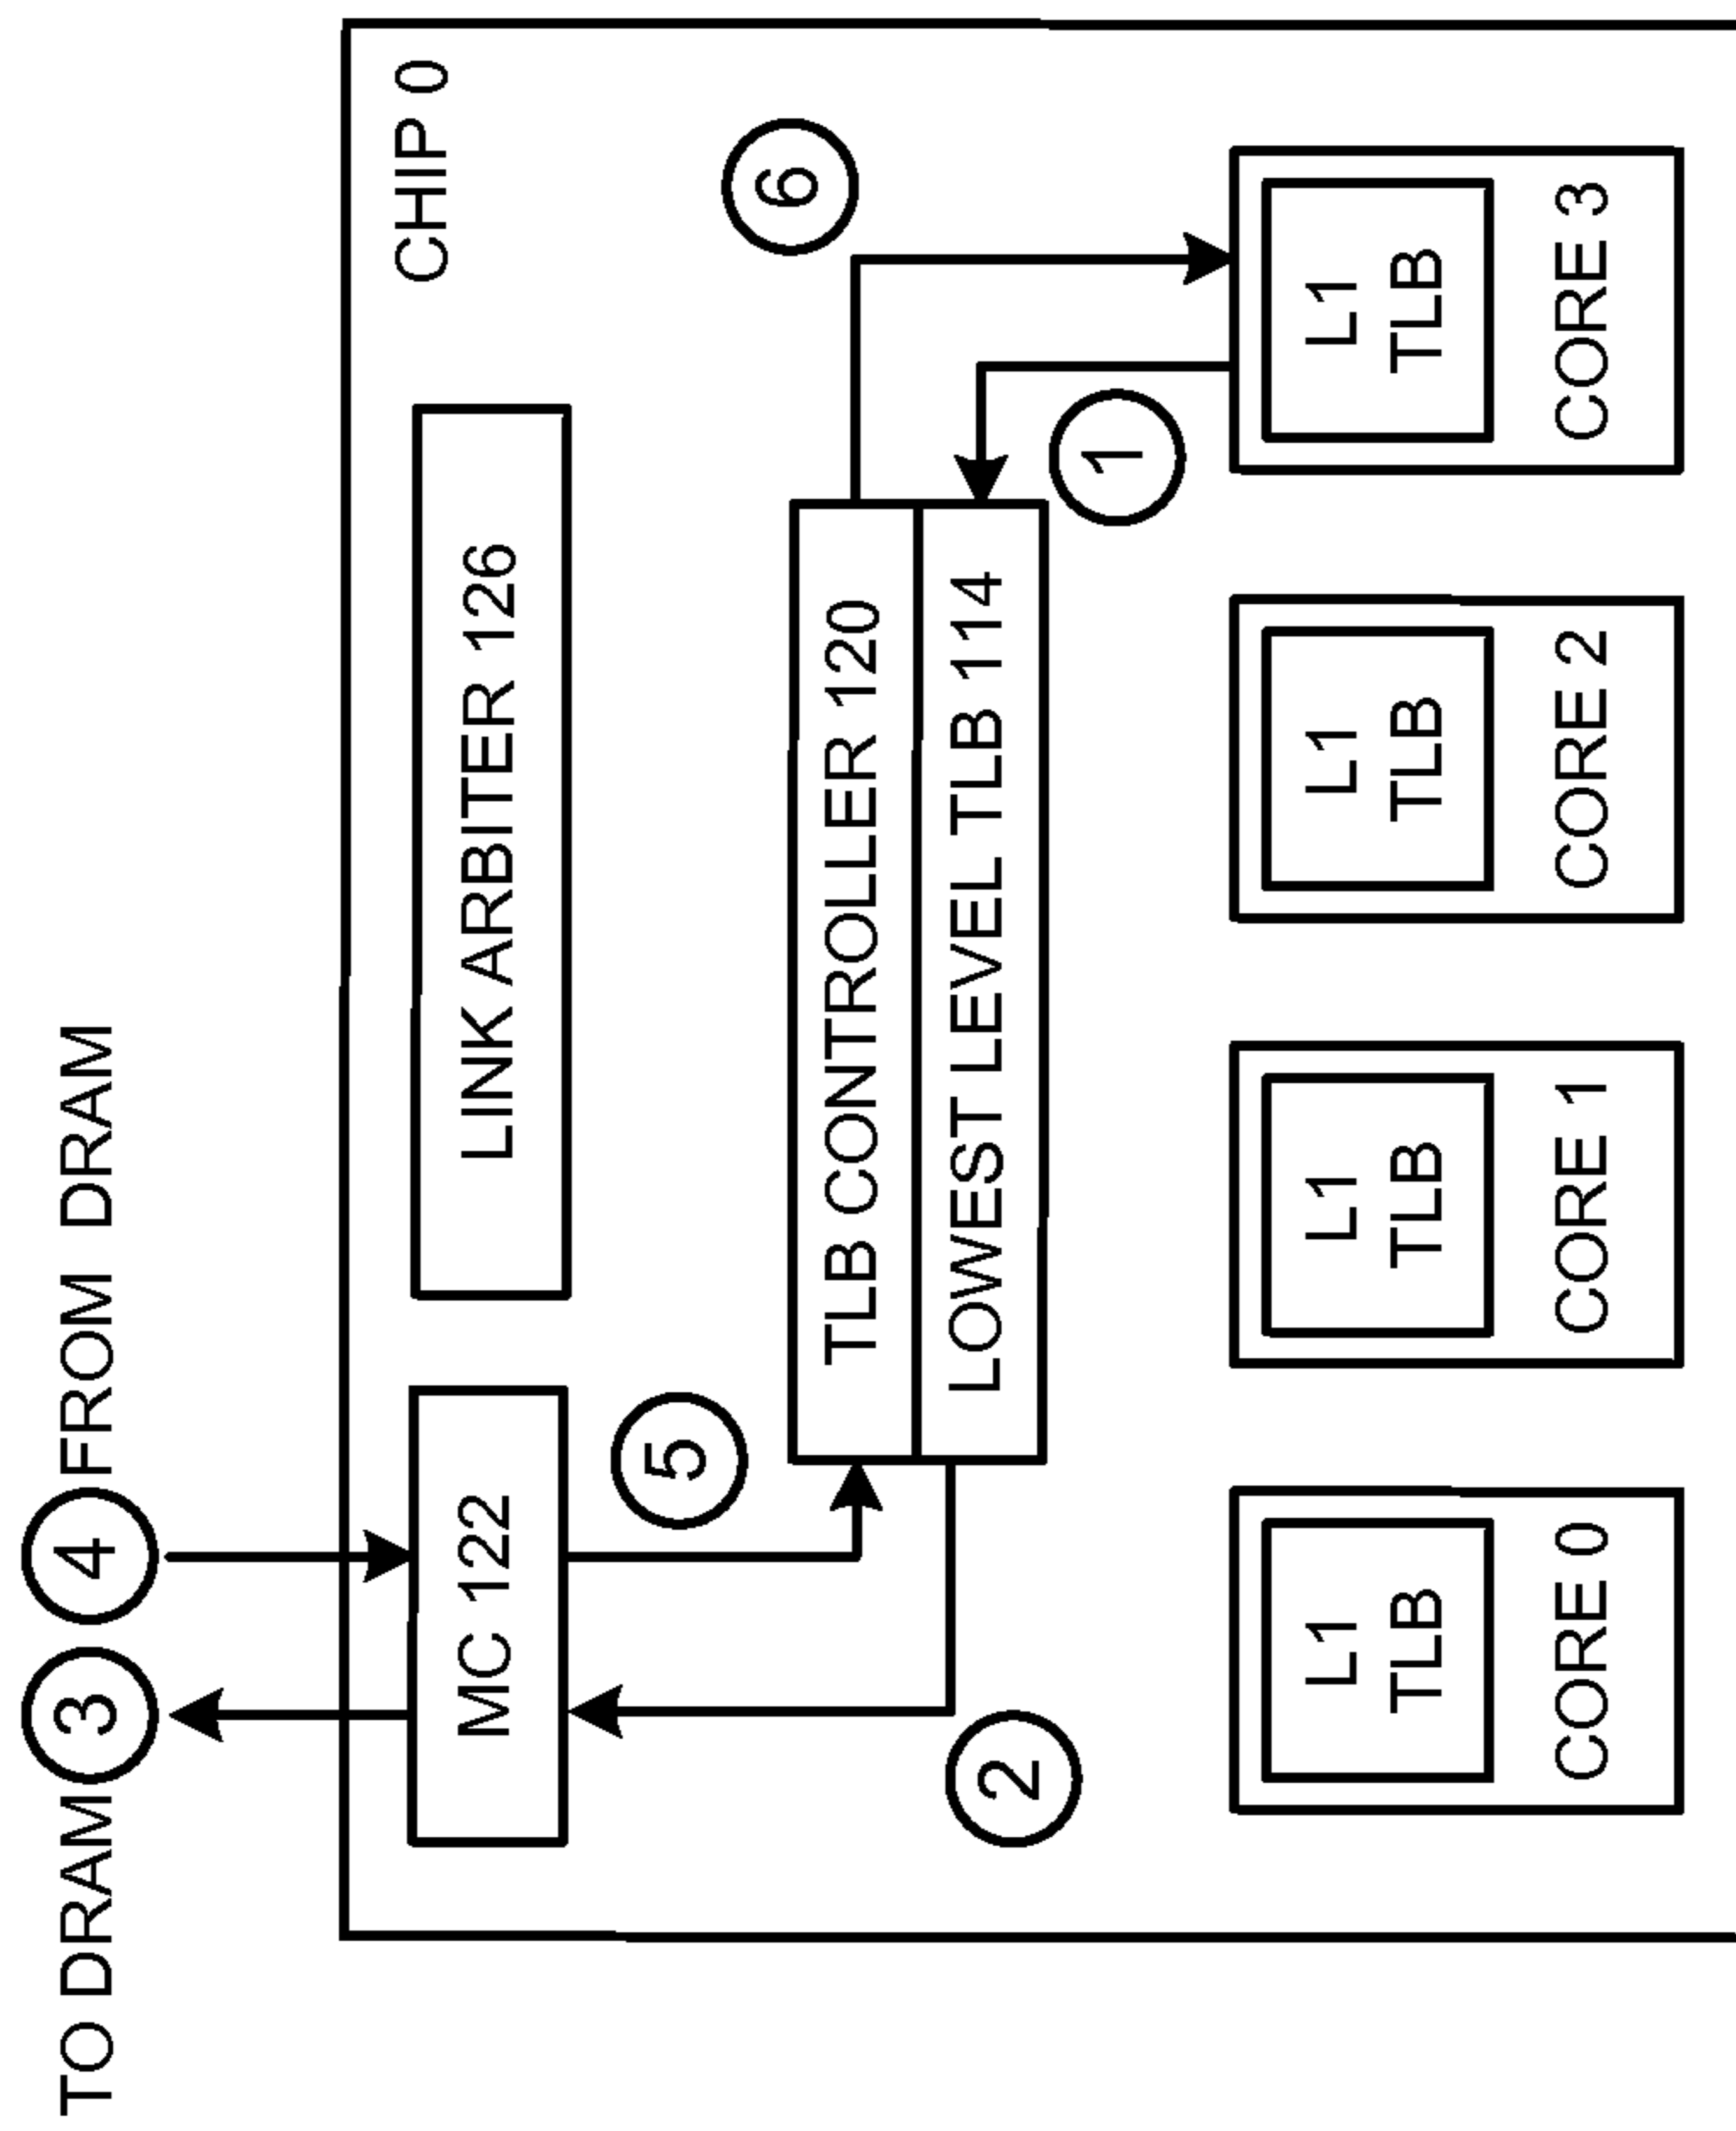 TO DRAM 3 4 FROM DRAM
CHIP 0
MC 122
LINK ARBITER 126
5
6
TLB CONTROLLER 120
LOWEST LEVEL TLB 114
2
1
L1
TLB
CORE 0
L1
TLB
CORE 1
L1
TLB
CORE 2
L1
TLB
CORE 3